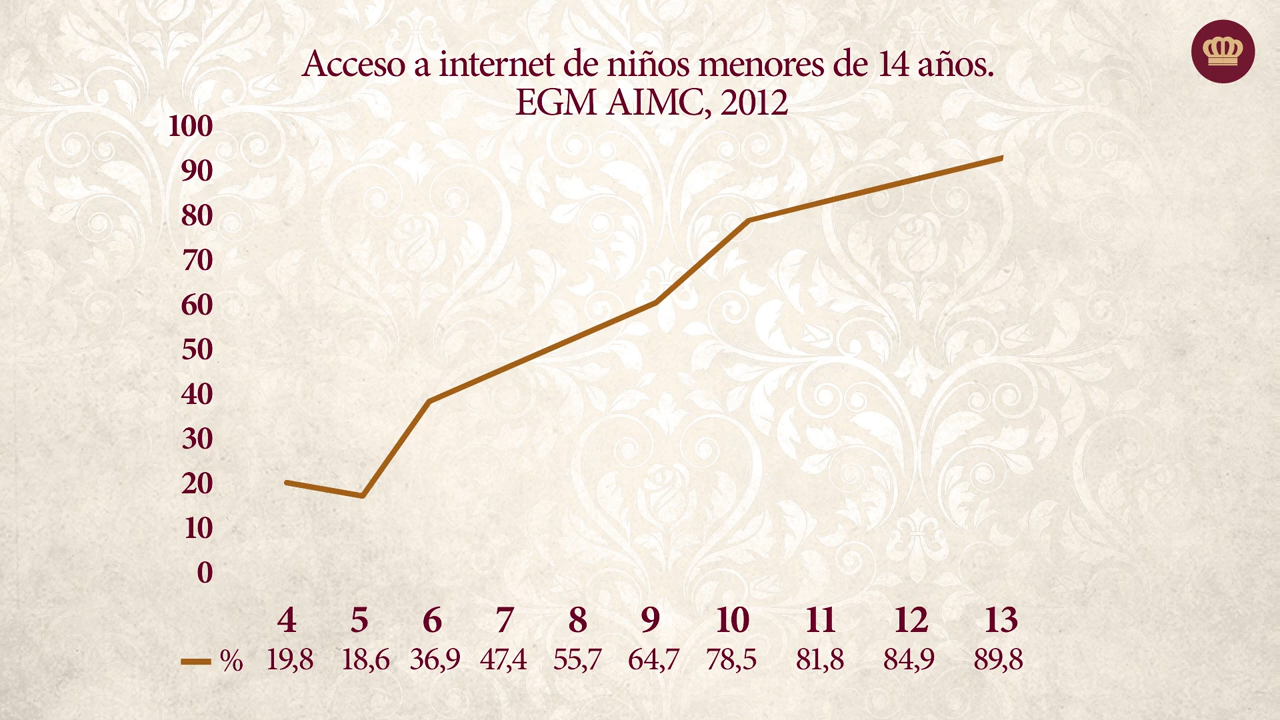 Acceso a internet de niños menores de 14 años.
EGM AIMC, 2012
100
90
80
70
60
50
40
30
20
10
0
4 5 6 7 8 9 10 11 12 13
% 19,8 18,6 36,9 47,4 55,7 64,7 78,5 81,8 84,9 89,8